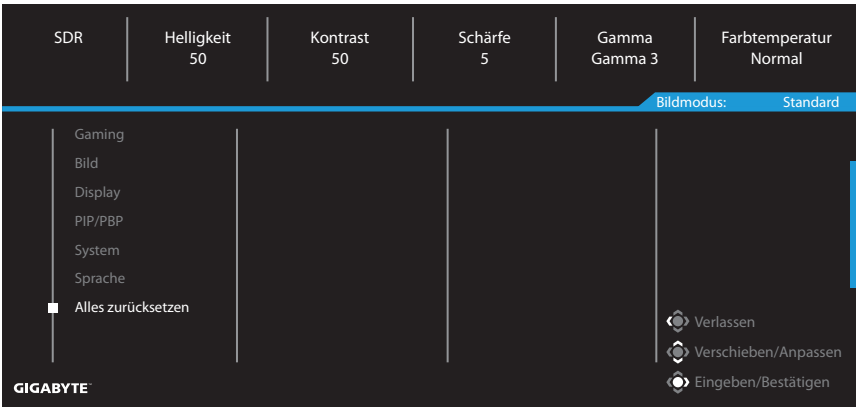 SDR
Helligkeit
50
Kontrast
50
Schärfe
5
Gamma
Gamma 3
Farbtemperatur
Normal
Bildmodus: Standard
Gaming
Bild
Display
PIP/PBP
System
Sprache
Alles zurücksetzen
Verlassen
Verschieben/Anpassen
Eingeben/Bestätigen
GIGABYTE™